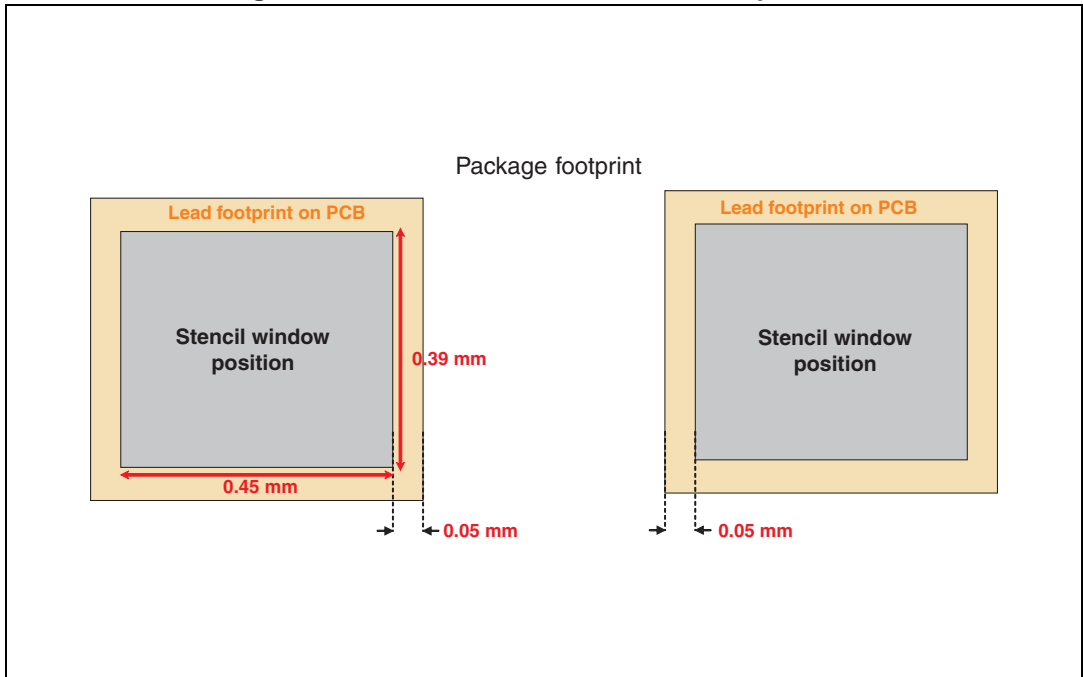 Package footprint
Lead footprint on PCB
Lead footprint on PCB
Stencil window
position
Stencil window
position
0.39 mm
0.45 mm
0.05 mm
0.05 mm